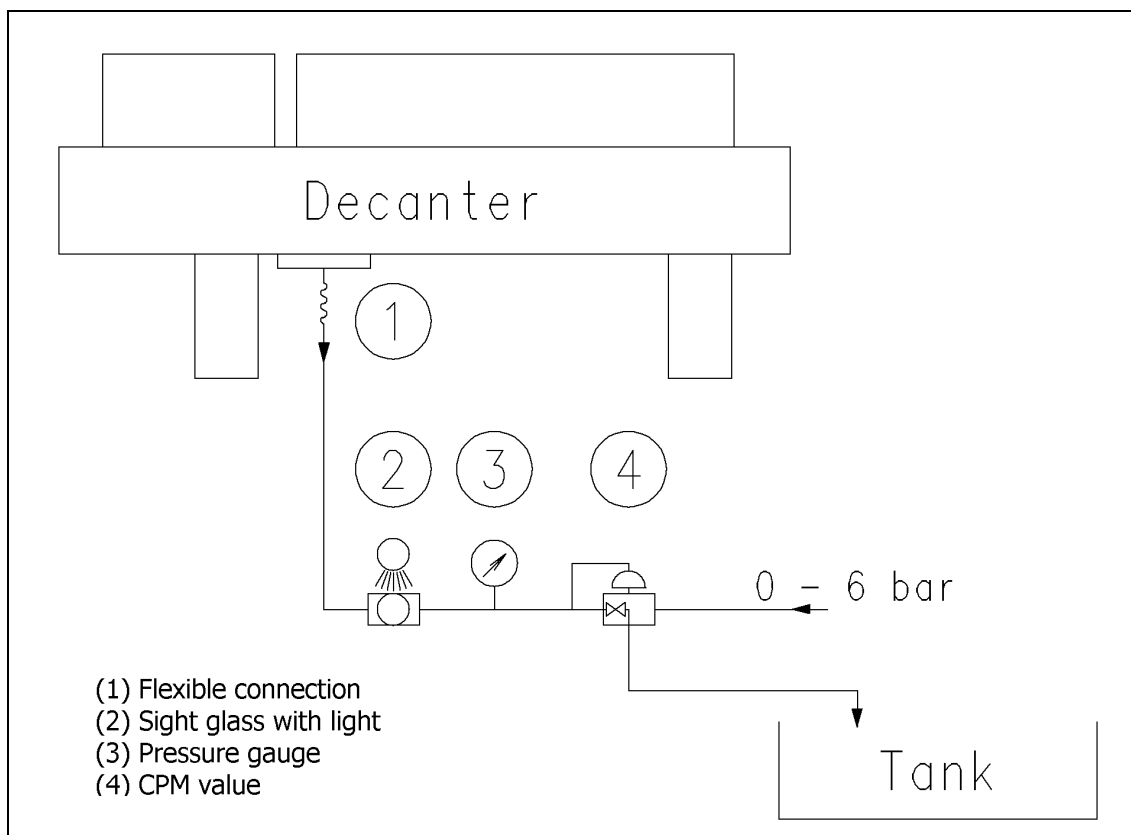 Decanter
1
2
3
4
0 - 6 bar
(1) Flexible connection
(2) Sight glass with light
(3) Pressure gauge
(4) CPM value
Tank